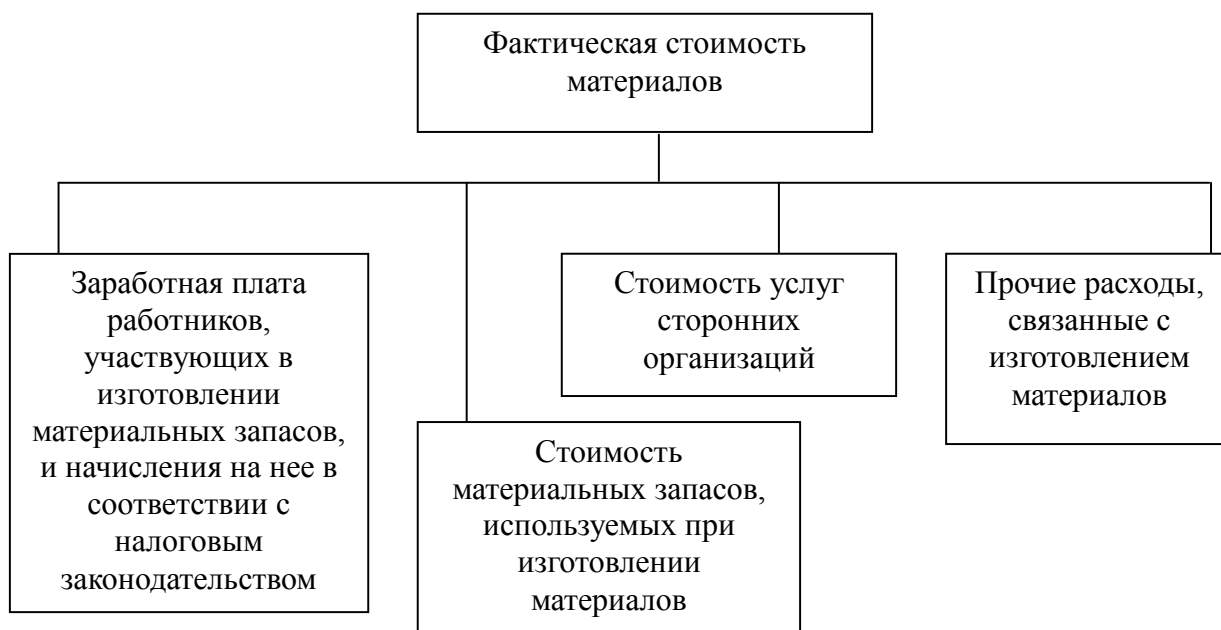 Фактическая стоимость
материалов
Заработная плата
работников,
участвующих в
изготовлении
материальных запасов,
и начисления на нее в
соответствии с
налоговым
законодательством
Стоимость
материальных запасов,
используемых при
изготовлении
материалов
Стоимость услуг
сторонних
организаций
Прочие расходы,
связанные с
изготовлением
материалов